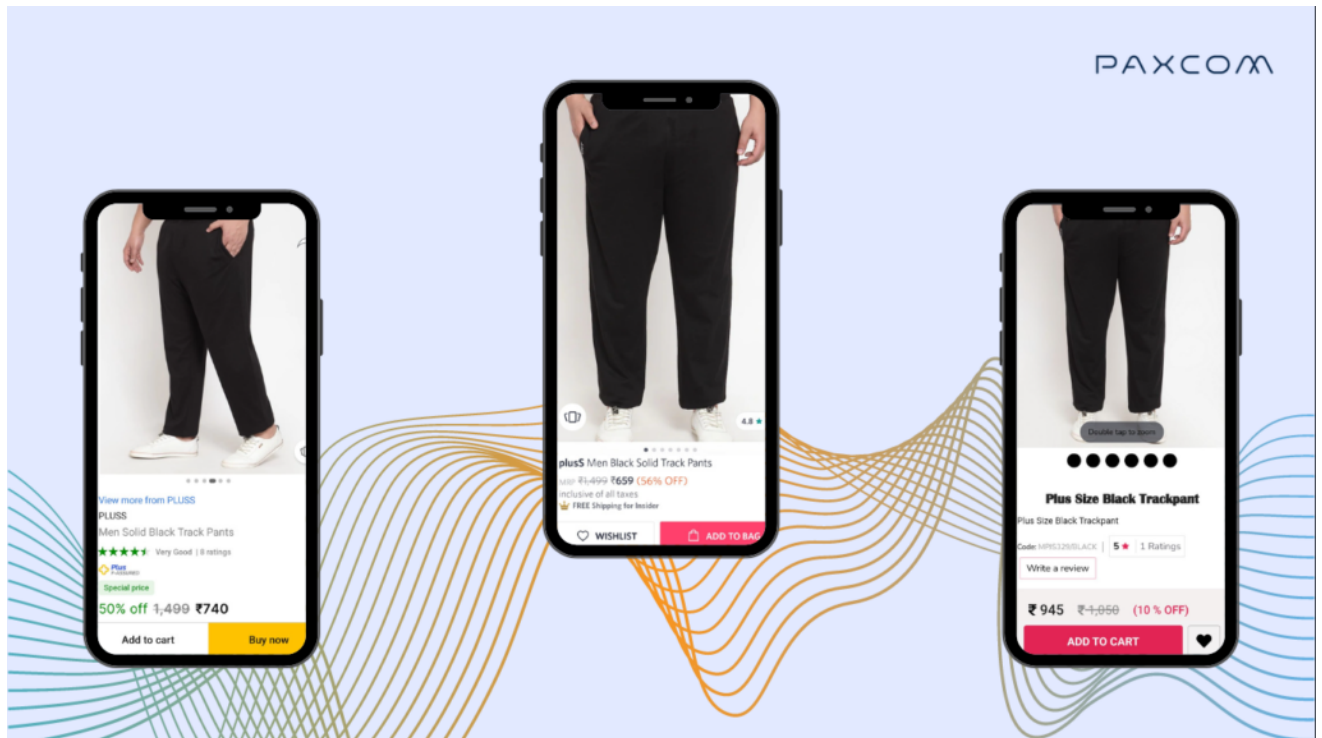 PAXCOM
View more from PLUSS
PLUSS
Men Solid Black Track Pants
Very Good | 8 ratings
Plus
Special price
50% off 1,499 ₹740
Add to cart
Buy now
4.8 ★
plusS Men Black Solid Track Pants
MRP ₹1,499 ₹659 (56% OFF)
inclusive of all taxes
FREE Shipping for Insider
WISHLIST
ADD TO BAG
Double tap to zoom
Plus Size Black Trackpant
Plus Size Black Trackpant
5 ★ 1 Ratings
Write a review
₹ 945 ₹ 1,050 (10 % OFF)
ADD TO CART